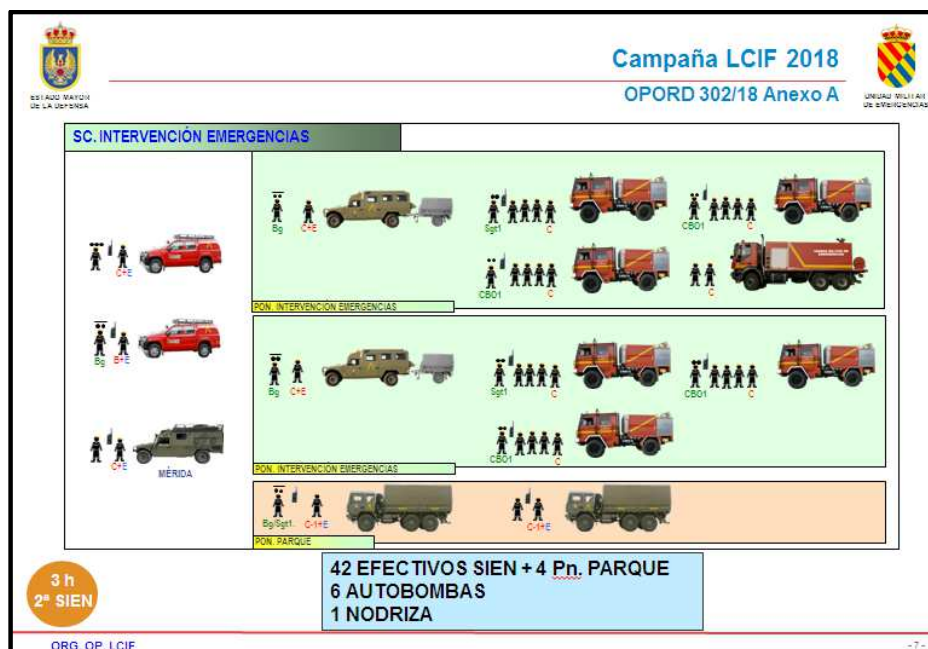 Campaña LCIF 2018
OPORD 302/18 Anexo A
ESTADO MAYOR
DE LA DEFENSA
UNIDAD MILITAR
DE EMERGENCIAS
SC. INTERVENCIÓN EMERGENCIAS
C+E
Bg
B+E
C+E
MÉRIDA
Bg
C+E
Sgt1
C
CBO1
C
CBO1
C
C
PON. INTERVENCIÓN EMERGENCIAS
Bg
C+E
Sgt1
C
CBO1
C
CBO1
C
PON. INTERVENCIÓN EMERGENCIAS
Bg/Sgt1.
C-1+E
C-1+E
PON. PARQUE
42 EFECTIVOS SIEN + 4 Pn. PARQUE
6 AUTOBOMBAS
1 NODRIZA
3 h
2ª SIEN
ORG. OP. LCIF
- 7 -